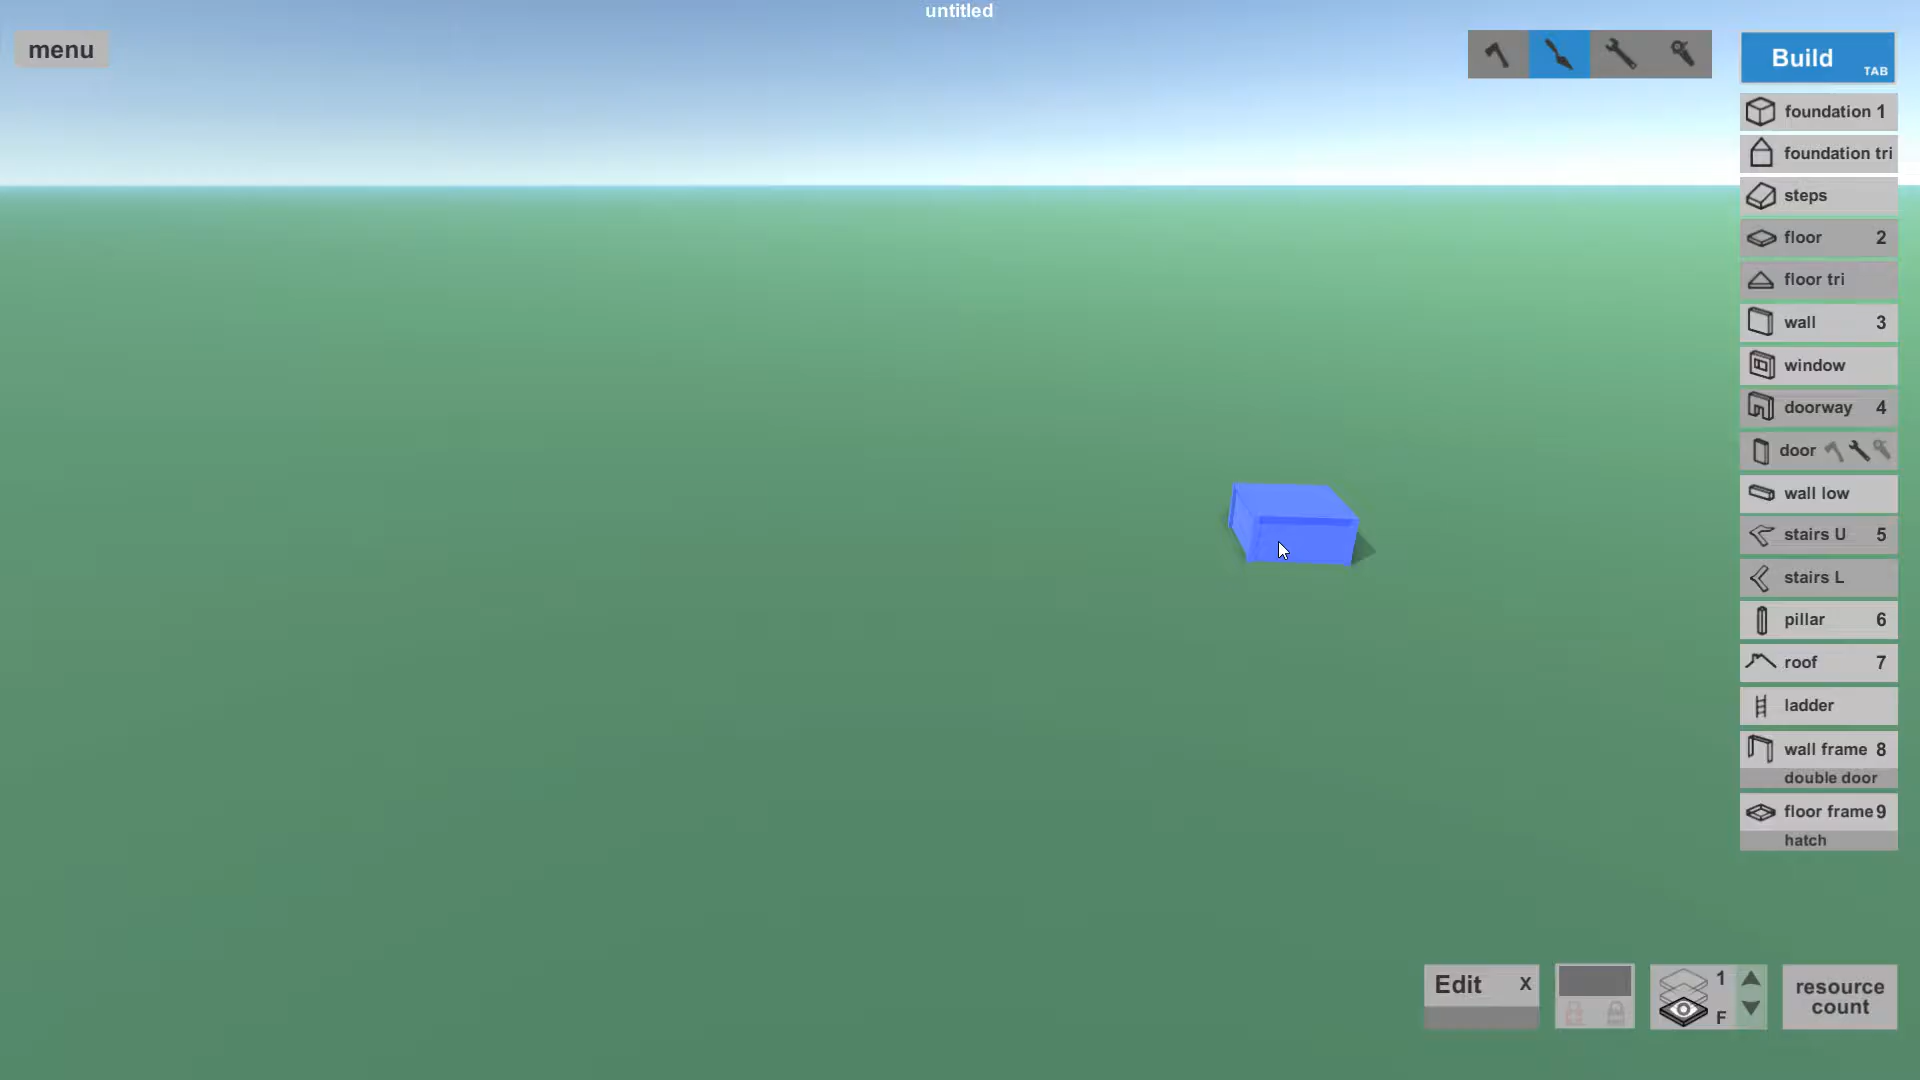 untitled
menu
Build
TAB
foundation 1
foundation tri
steps
floor 2
floor tri
wall 3
window
doorway 4
door
wall low
stairs U 5
stairs L
pillar 6
roof 7
ladder
wall frame 8
double door
floor frame 9
hatch
Edit X
1
F
resource
count